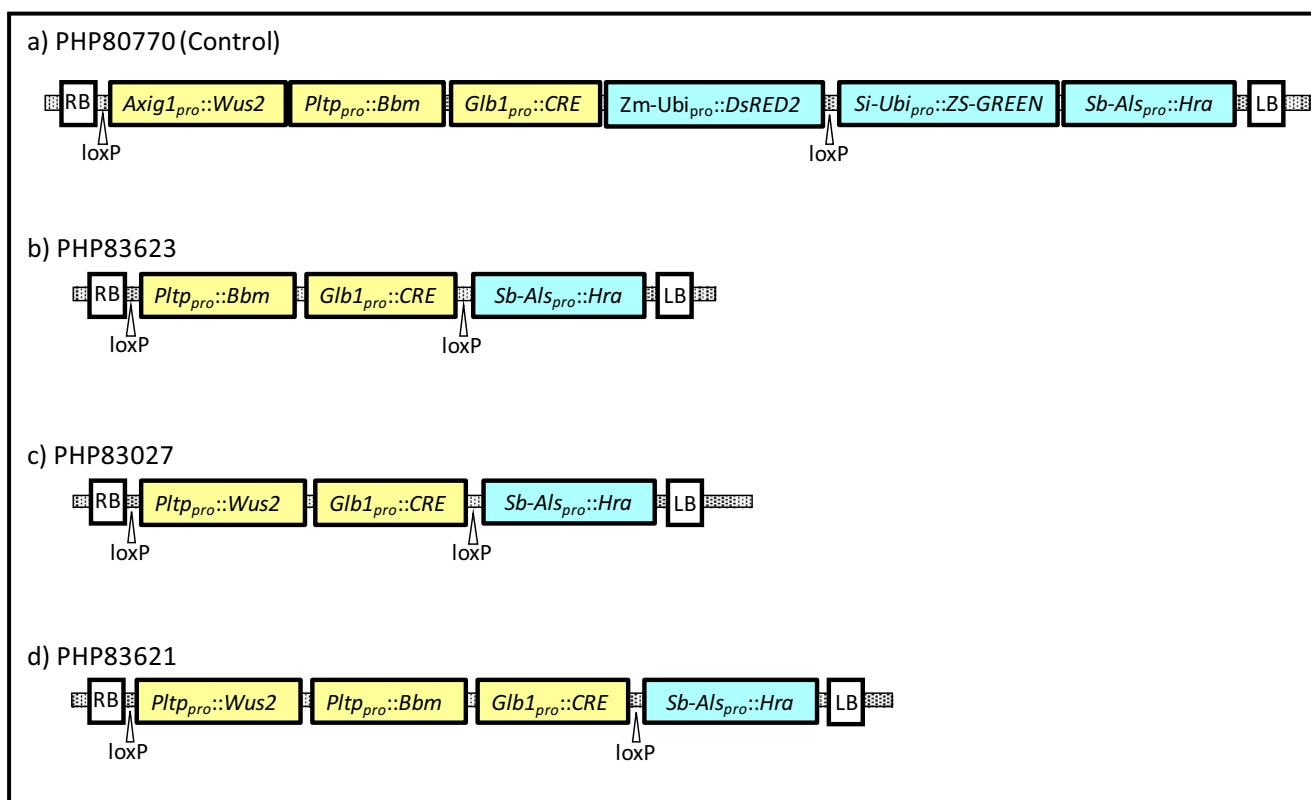 a) PHP80770 (Control)
RB Axig1pro::Wus2 Pltppro::Bbm Glb1pro::CRE Zm-Ubipro::DsRED2 Si-Ubipro::ZS-GREEN Sb-Alspro::Hra LB
loxP loxP
b) PHP83623
RB Pltppro::Bbm Glb1pro::CRE Sb-Alspro::Hra LB
loxP loxP
c) PHP83027
RB Pltppro::Wus2 Glb1pro::CRE Sb-Alspro::Hra LB
loxP loxP
d) PHP83621
RB Pltppro::Wus2 Pltppro::Bbm Glb1pro::CRE Sb-Alspro::Hra LB
loxP loxP